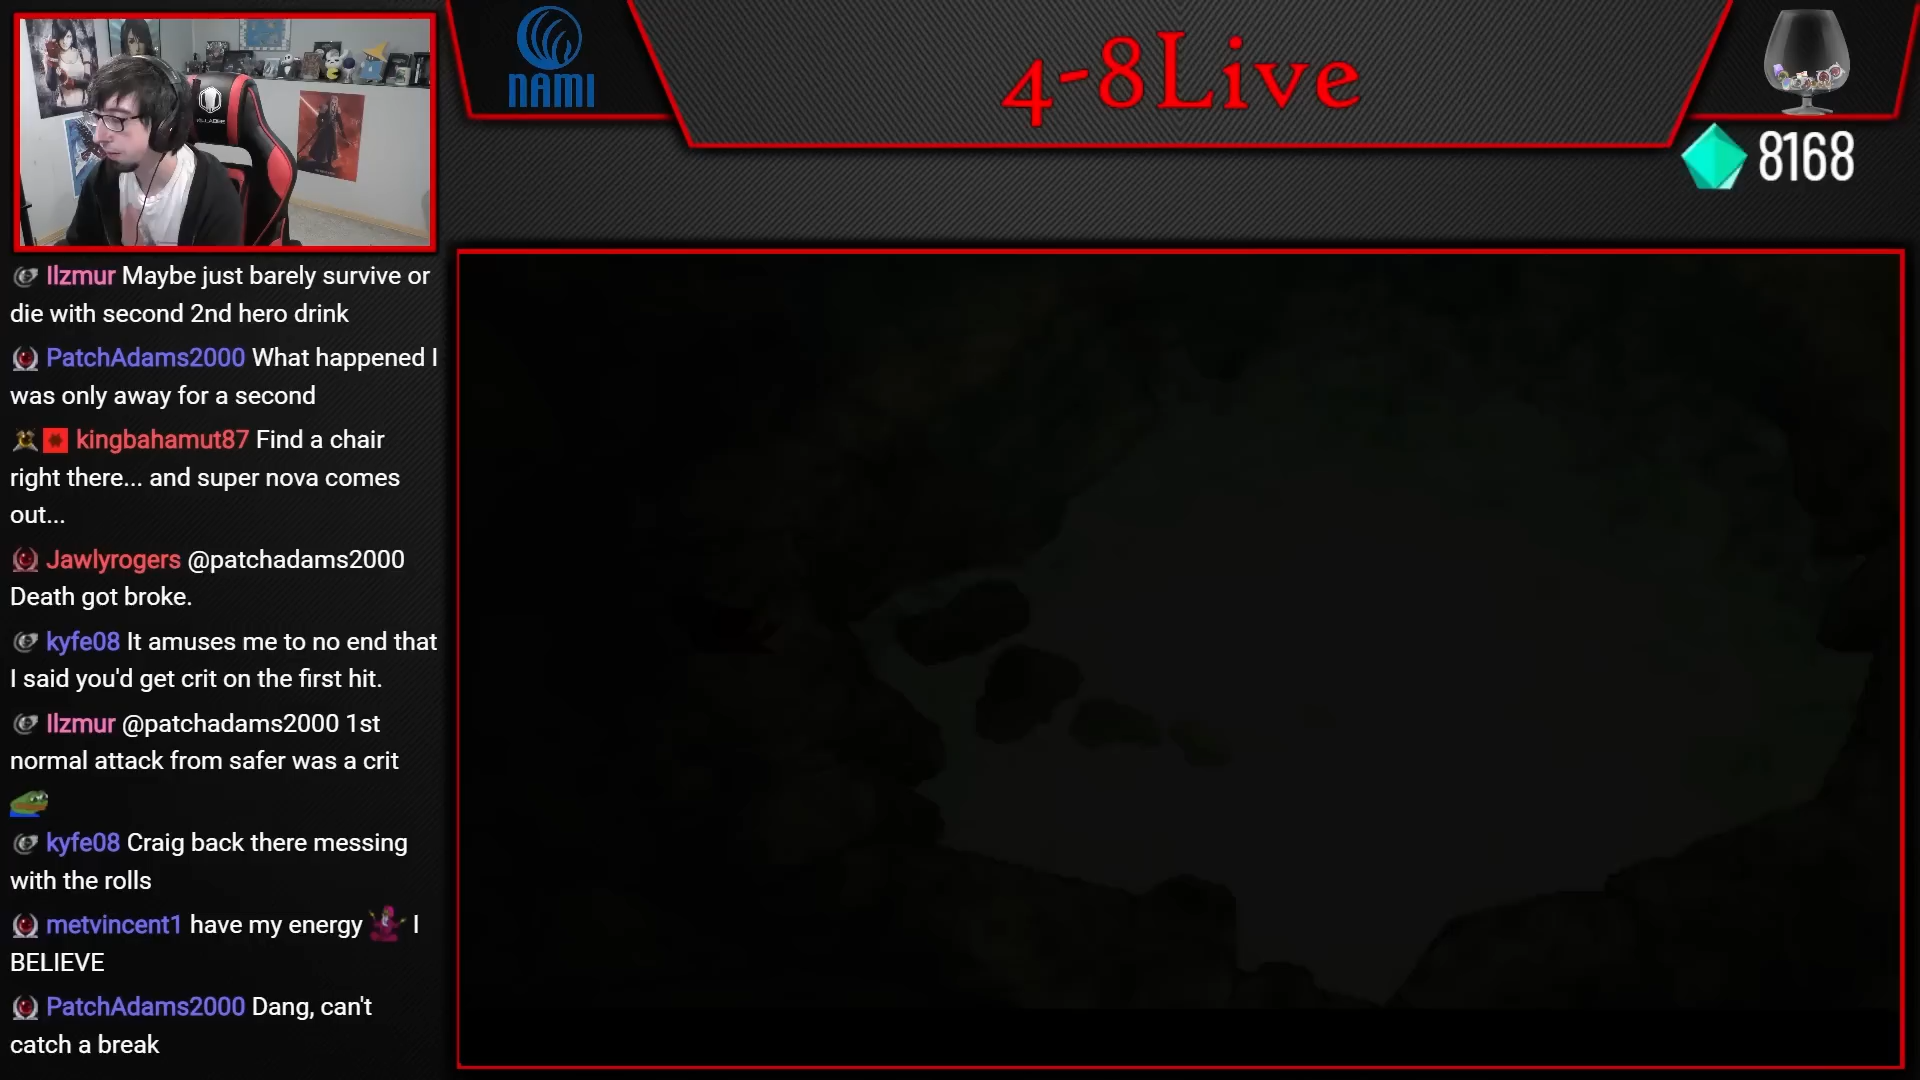 NAMI
4-8Live
8168
Ilzmur Maybe just barely survive or
die with second 2nd hero drink
PatchAdams2000 What happened I
was only away for a second
kingbahamut87 Find a chair
right there... and super nova comes
out...
Jawlyrogers @patchadams2000
Death got broke.
kyfe08 It amuses me to no end that
I said you'd get crit on the first hit.
Ilzmur @patchadams2000 1st
normal attack from safer was a crit
kyfe08 Craig back there messing
with the rolls
metvincent1 have my energy I
BELIEVE
PatchAdams2000 Dang, can't
catch a break